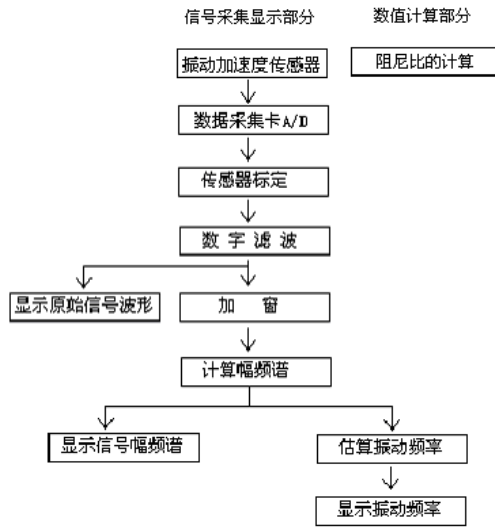 信号采集显示部分
数值计算部分
振动加速度传感器
阻尼比的计算
数据采集卡A/D
传感器标定
数 字 滤 波
显示原始信号波形
加 窗
计算幅频谱
显示信号幅频谱
估算振动频率
显示振动频率